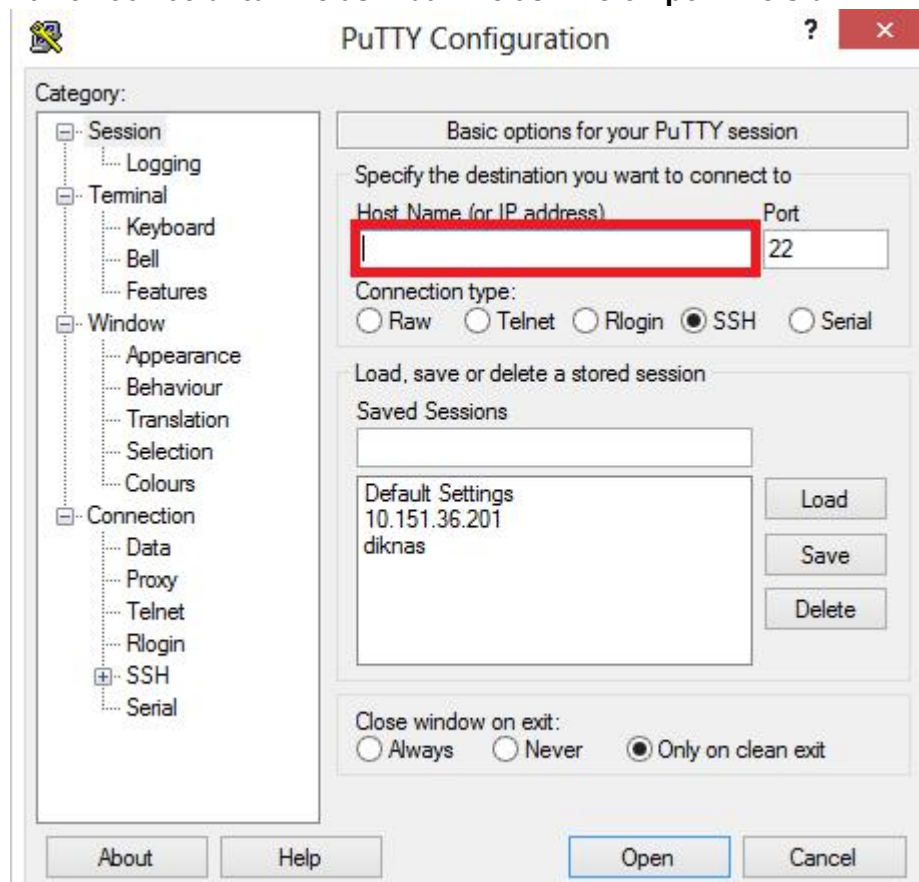 PuTTY Configuration
?
×
Category:
Session
Logging
Terminal
Keyboard
Bell
Features
Window
Appearance
Behaviour
Translation
Selection
Colours
Connection
Data
Proxy
Telnet
Rlogin
SSH
Serial
Basic options for your PuTTY session
Specify the destination you want to connect to
Host Name (or IP address) Port
22
Connection type:
Raw Telnet Rlogin SSH Serial
Load, save or delete a stored session
Saved Sessions
Default Settings
10.151.36.201
diknas
Load
Save
Delete
Close window on exit:
Always Never Only on clean exit
About Help Open Cancel